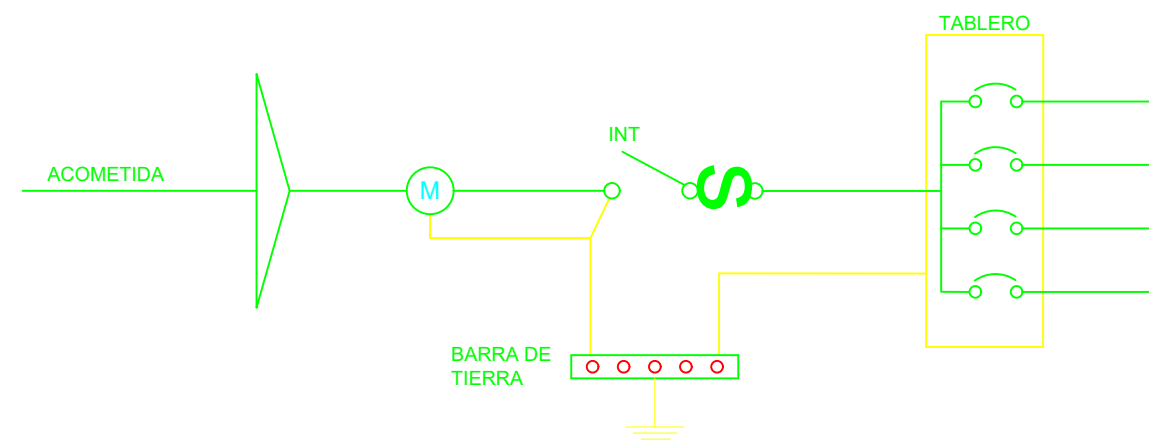 TABLERO
INT
ACOMETIDA
M
S
BARRA DE
TIERRA